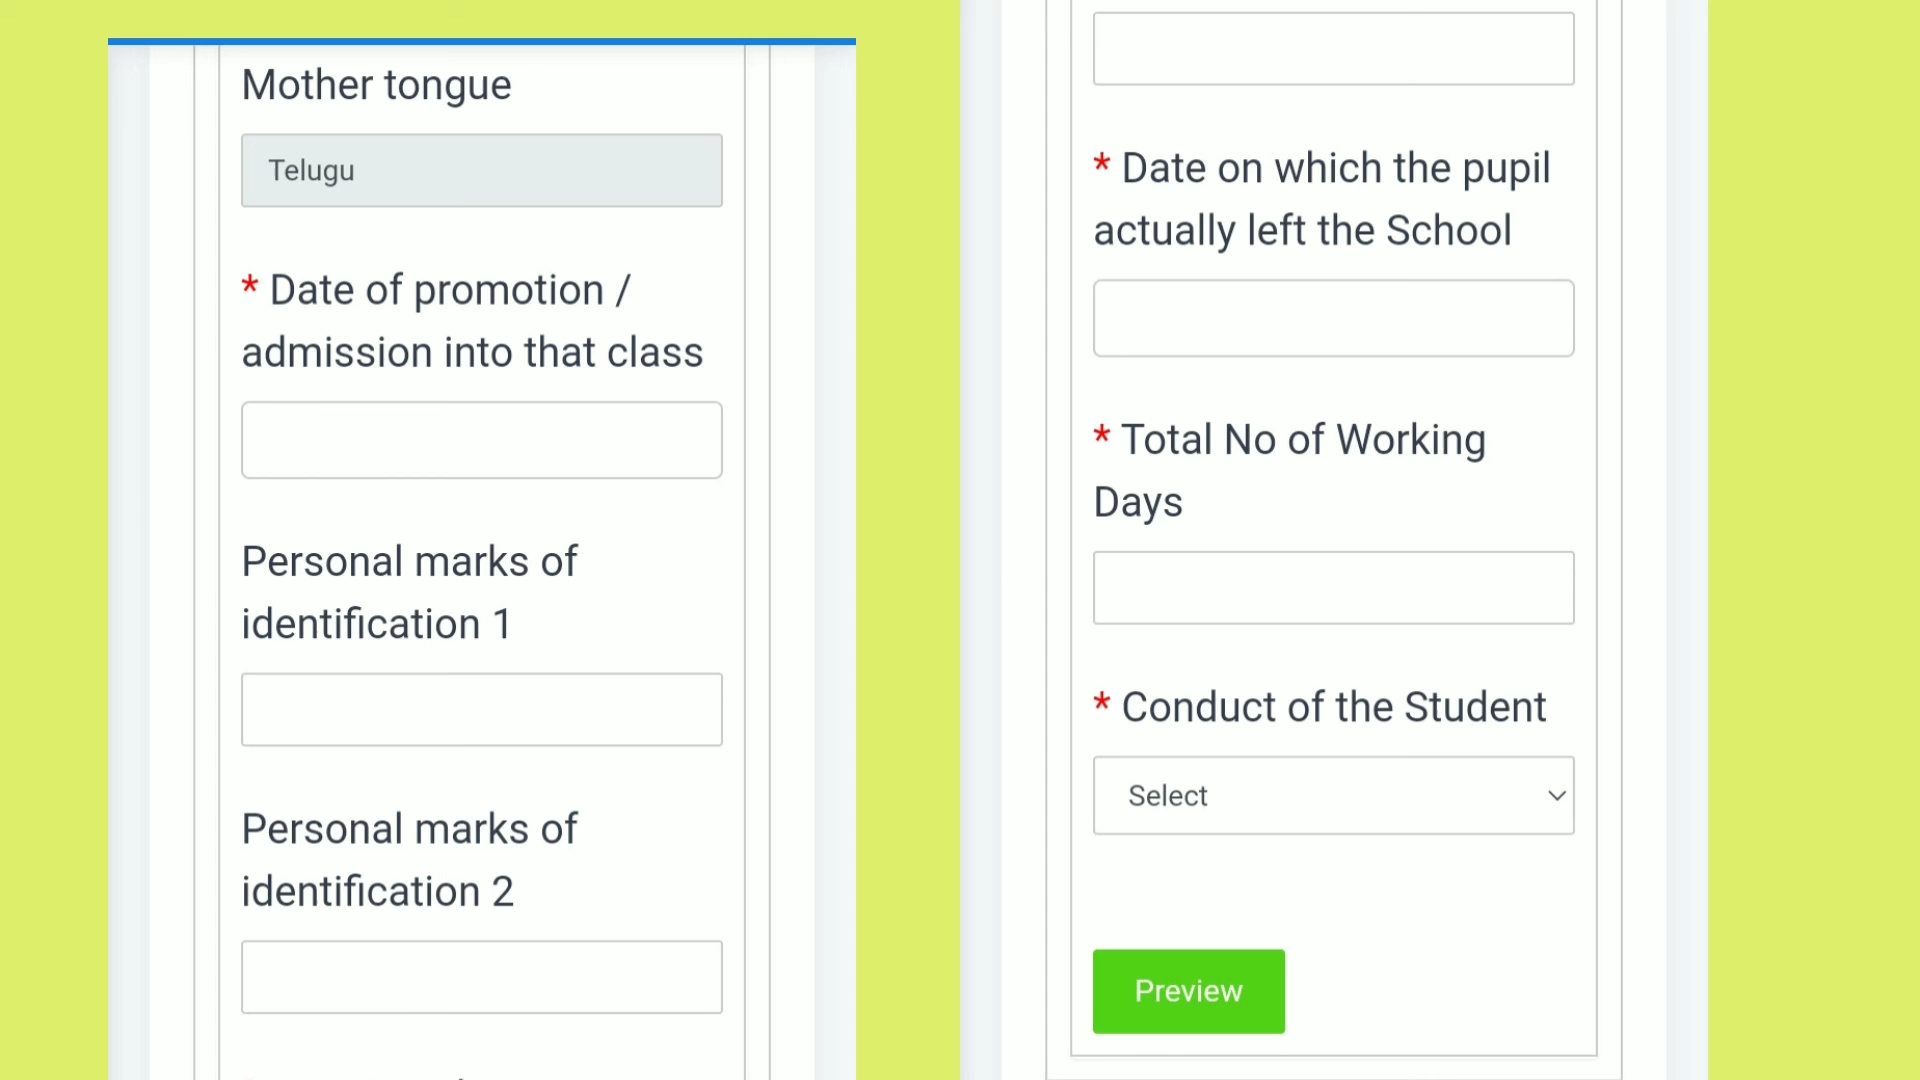 Mother tongue
Telugu
* Date of promotion /
admission into that class
Personal marks of
identification 1
Personal marks of
identification 2
* Date on which the pupil
actually left the School
* Total No of Working
Days
* Conduct of the Student
Select
Preview